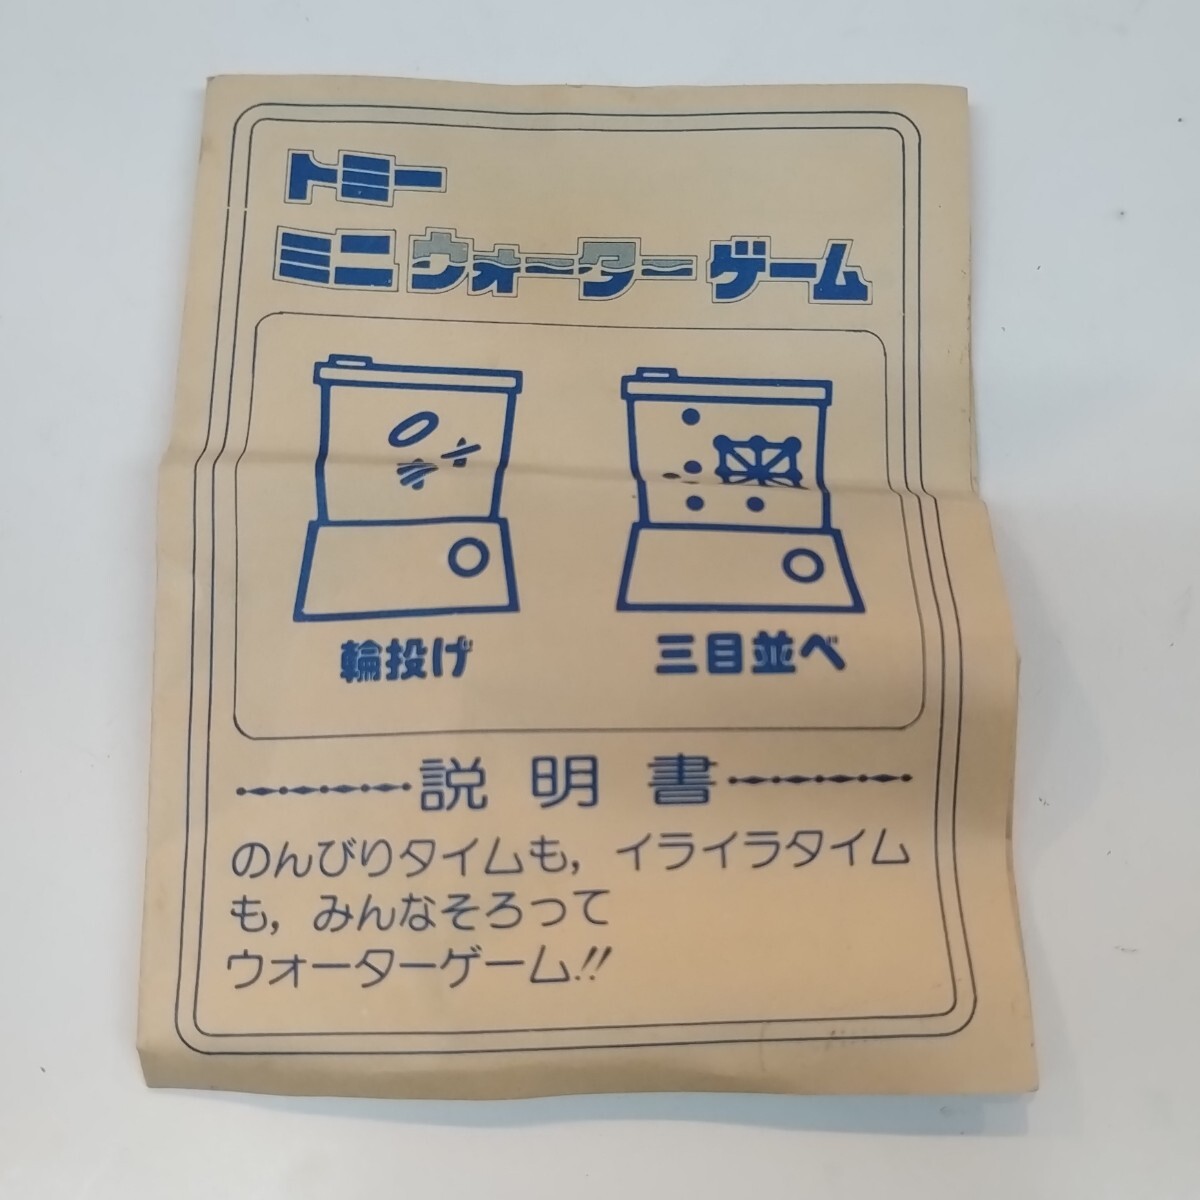 トミー
ミニウォーターゲーム
輪投げ
三目並べ
説明書
のんびりタイムも,イライラタイム
も,みんなそろって
ウォーターゲーム!!